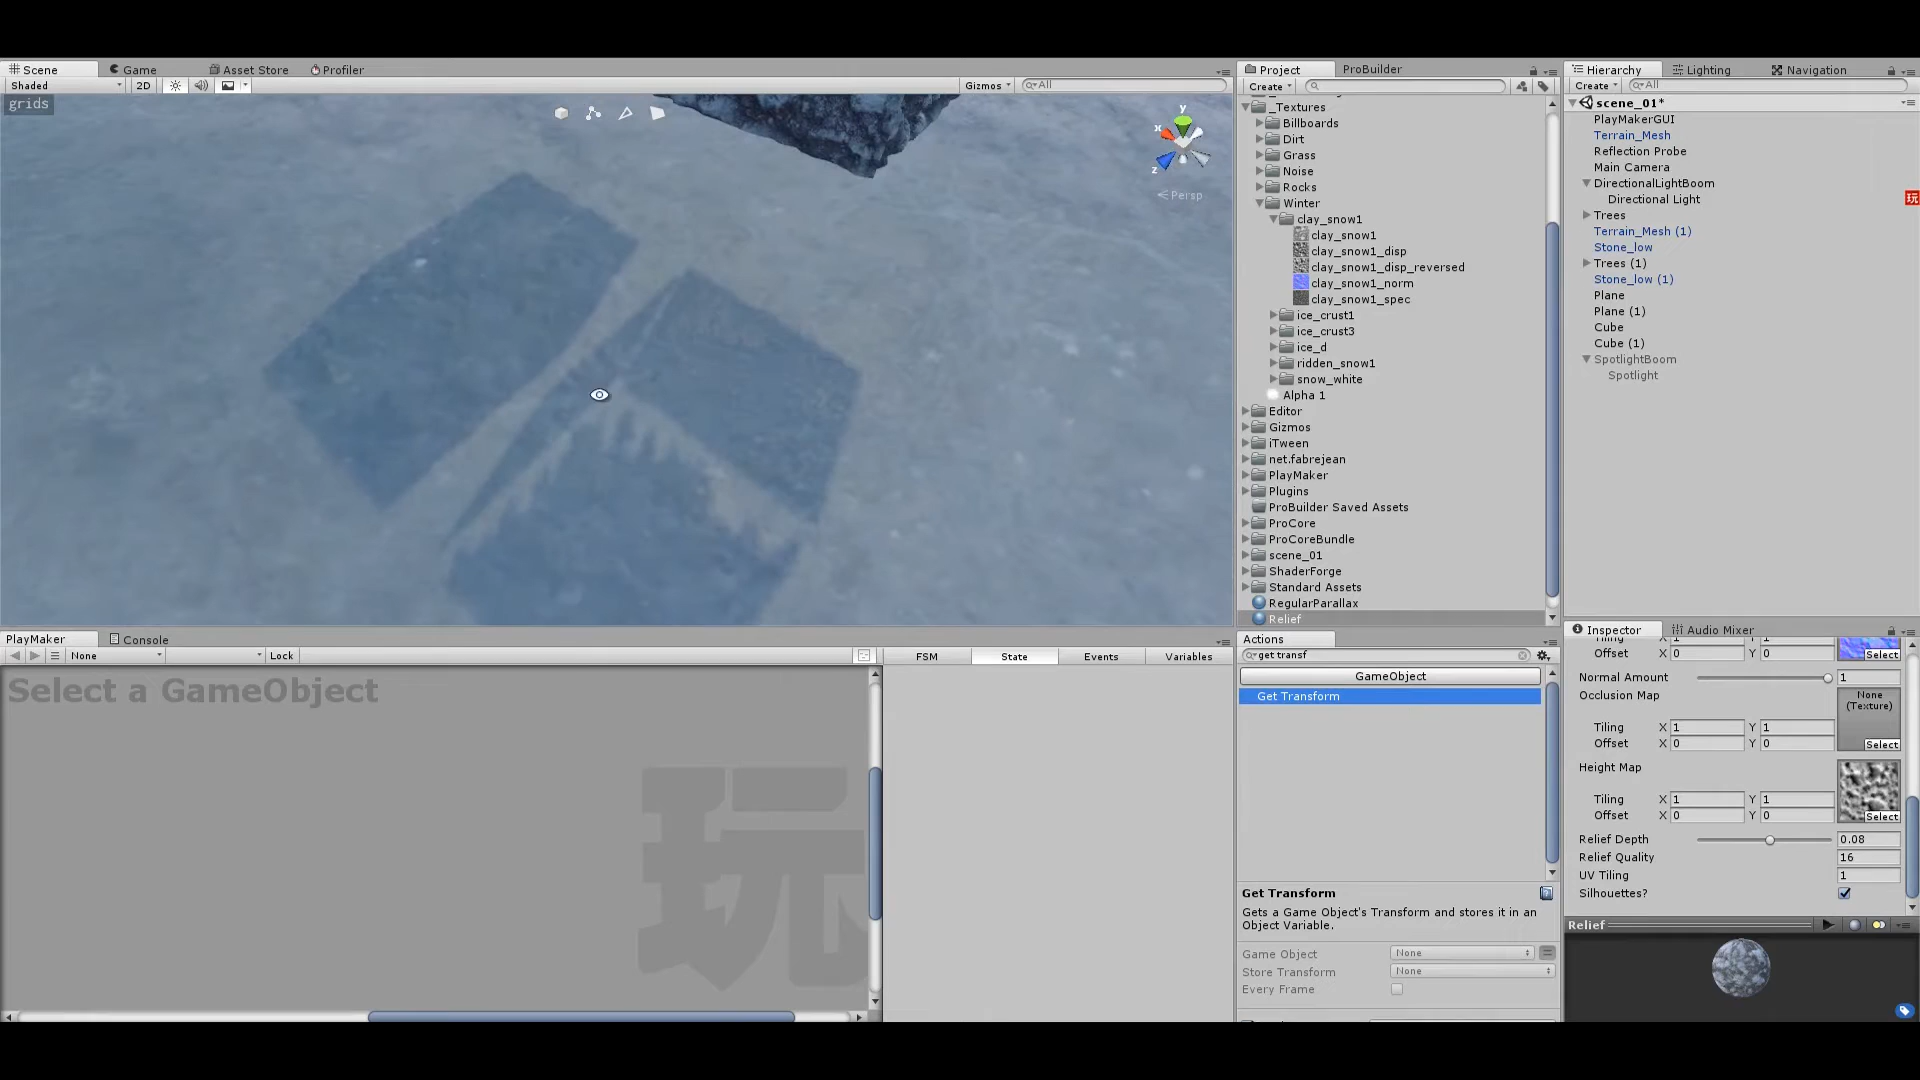 Scene
Game
Asset Store
Profiler
Shaded
2D
Gizmos
All
grids
y
x
z
Persp
Project
ProBuilder
Create
_Textures
Billboards
Dirt
Grass
Noise
Rocks
Winter
clay_snow1
clay_snow1
clay_snow1_disp
clay_snow1_disp_reversed
clay_snow1_norm
clay_snow1_spec
ice_crust1
ice_crust3
ice_d
ridden_snow1
snow_white
Alpha 1
Editor
Gizmos
iTween
net.fabrejean
PlayMaker
Plugins
ProBuilder Saved Assets
ProCore
ProCoreBundle
scene_01
ShaderForge
Standard Assets
RegularParallax
Relief
Hierarchy
Lighting
Navigation
Create
All
scene_01*
PlayMakerGUI
Terrain_Mesh
Reflection Probe
Main Camera
DirectionalLightBoom
Directional Light
玩
Trees
Terrain_Mesh (1)
Stone_low
Trees (1)
Stone_low (1)
Plane
Plane (1)
Cube
Cube (1)
SpotlightBoom
Spotlight
PlayMaker
Console
None
Lock
Select a GameObject
玩
FSM
State
Events
Variables
Actions
get transf
GameObject
Get Transform
Get Transform
Gets a Game Object's Transform and stores it in an
Object Variable.
Game Object None
Store Transform None
Every Frame
Inspector
Audio Mixer
Offset X 0 Y 0
Select
Normal Amount 1
Occlusion Map
None
(Texture)
Tiling X 1 Y 1
Offset X 0 Y 0
Select
Height Map
Tiling X 1 Y 1
Offset X 0 Y 0
Select
Relief Depth 0.08
Relief Quality 16
UV Tiling 1
Silhouettes?
Relief